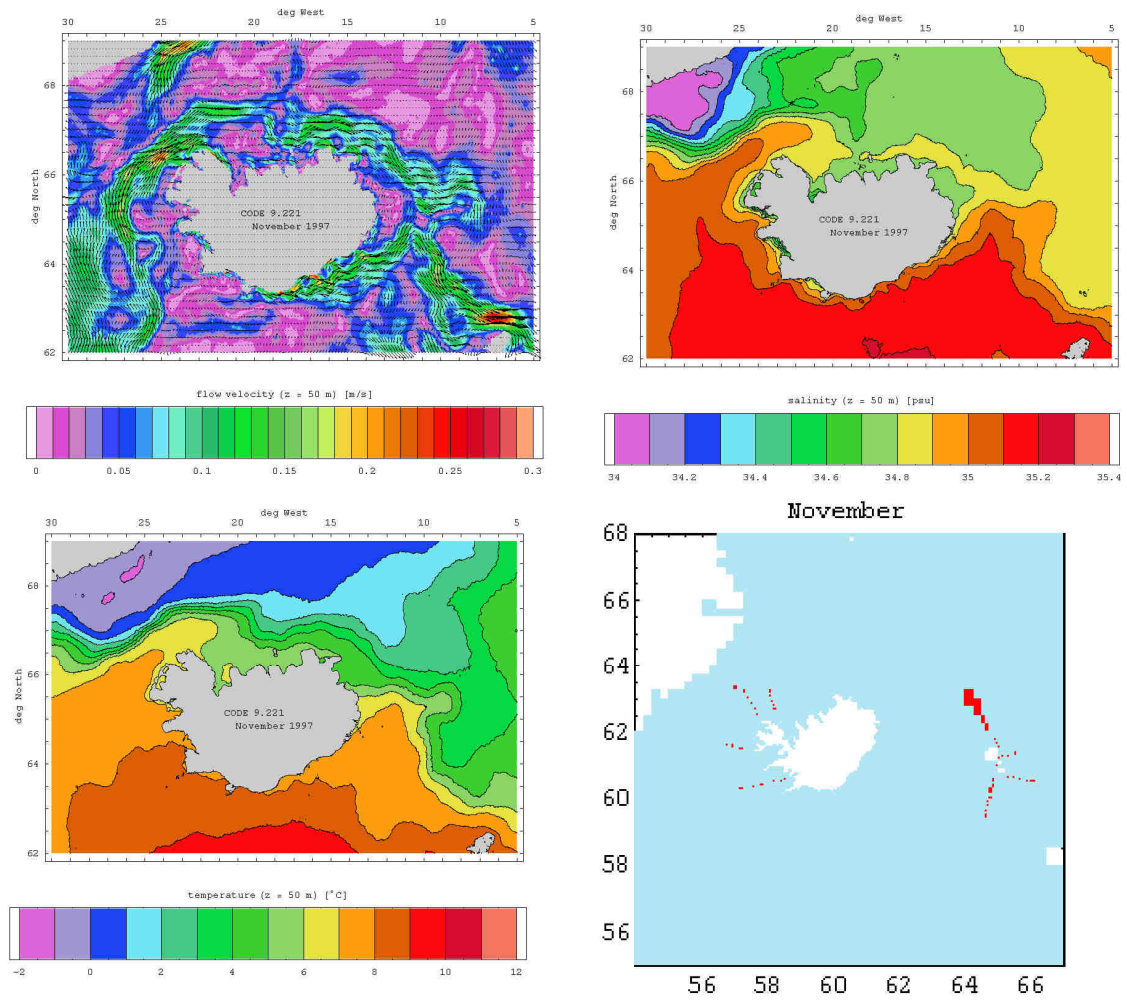 deg West
30 25 20 15 10 5
68
66
64
62
deg North
CODE 9.221
November 1997
flow velocity (z = 50 m) [m/s]
0 0.05 0.1 0.15 0.2 0.25 0.3
deg West
30 25 20 15 10 5
68
66
64
62
deg North
CODE 9.221
November 1997
salinity (z = 50 m) [psu]
34 34.2 34.4 34.6 34.8 35 35.2 35.4
deg West
30 25 20 15 10 5
68
66
64
62
deg North
CODE 9.221
November 1997
temperature (z = 50 m) [°C]
-2 0 2 4 6 8 10 12
November
68
66
64
62
60
58
56
56 58 60 62 64 66